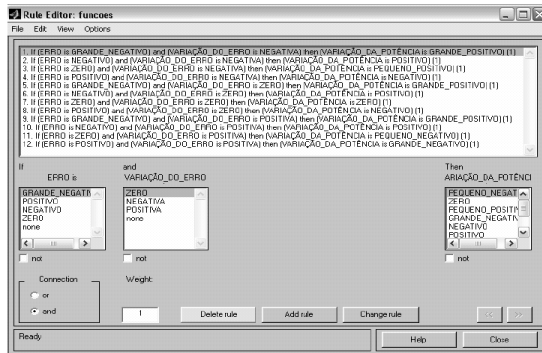 Rule Editor: funcoes
File Edit View Options
1. If (ERRO is GRANDE_NEGATIVO) and (VARIAÇÃO_DO_ERRO is NEGATIVA) then (VARIAÇÃO_DA_POTÊNCIA is GRANDE_POSITIVO) (1)
2. If (ERRO is NEGATIVO) and (VARIAÇÃO_DO_ERRO is NEGATIVA) then (VARIAÇÃO_DA_POTÊNCIA is POSITIVO) (1)
3. If (ERRO is ZERO) and (VARIAÇÃO_DO_ERRO is NEGATIVA) then (VARIAÇÃO_DA_POTÊNCIA is PEQUENO_POSITIVO) (1)
4. If (ERRO is POSITIVO) and (VARIAÇÃO_DO_ERRO is NEGATIVA) then (VARIAÇÃO_DA_POTÊNCIA is (1)
5. If (ERRO is GRANDE_NEGATIVO) and (VARIAÇÃO_DO_ERRO is ZERO) then (VARIAÇÃO_DA_POTÊNCIA is GRANDE_POSITIVO) (1)
6. If (ERRO is NEGATIVO) and (VARIAÇÃO_DO_ERRO is ZERO) then (VARIAÇÃO_DA_POTÊNCIA is POSITIVO) (1)
7. If (ERRO is ZERO) and (VARIAÇÃO_DO_ERRO is ZERO) then (VARIAÇÃO_DA_POTÊNCIA is ZERO) (1)
8. If (ERRO is POSITIVO) and (VARIAÇÃO_DO_ERRO is ZERO) then (VARIAÇÃO_DA_POTÊNCIA is NEGATIVO) (1)
9. If (ERRO is GRANDE_NEGATIVO) and (VARIAÇÃO_DO_ERRO is POSITIVA) then (VARIAÇÃO_DA_POTÊNCIA is GRANDE_POSITIVO) (1)
10. If (ERRO is NEGATIVO) and (VARIAÇÃO_DO_ERRO is POSITIVA) then (VARIAÇÃO_DA_POTÊNCIA is POSITIVO) (1)
11. If (ERRO is ZERO) and (VARIAÇÃO_DO_ERRO is POSITIVA) then (VARIAÇÃO_DA_POTÊNCIA is PEQUENO_NEGATIVO) (1)
12. If (ERRO is POSITIVO) and (VARIAÇÃO_DO_ERRO is POSITIVA) then (VARIAÇÃO_DA_POTÊNCIA is GRANDE_NEGATIVO) (1)
If and Then
ERRO is VARIAÇÃO_DO_ERRO ARIAÇÃO_DA_POTÊNCI
GRANDE_NEGATIV ZERO PEQUENO_NEGAT
POSITIVO NEGATIVA ZERO
NEGATIVO POSITIVA PEQUENO_POSITIV
ZERO none GRANDE_NEGATIV
none NEGATIVO
POSITIVO
not not not
Connection Weight:
or
and 1 Delete rule Add rule Change rule << >>
Ready
Help Close